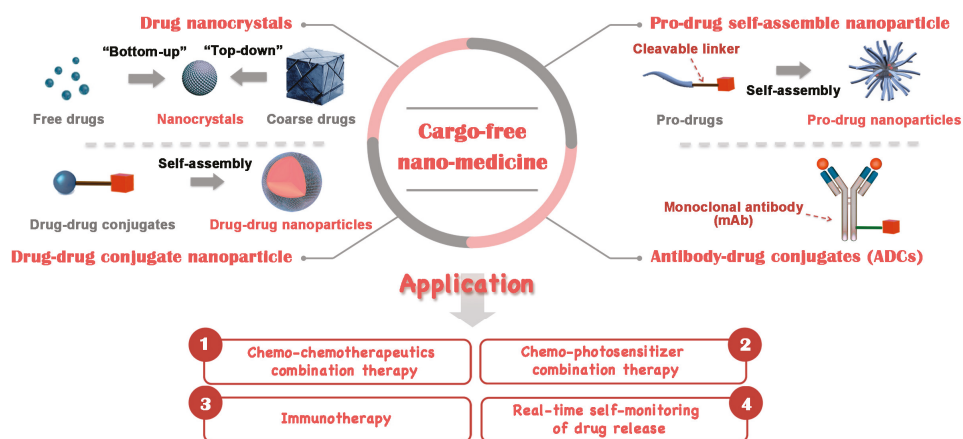 Drug nanocrystals
"Bottom-up"
"Top-down"
Free drugs
Nanocrystals
Coarse drugs
Self-assembly
Drug-drug conjugates
Drug-drug nanoparticles
Drug-drug conjugate nanoparticle
Cargo-free
nano-medicine
Pro-drug self-assemble nanoparticle
Cleavable linker
Self-assembly
Pro-drugs
Pro-drug nanoparticles
Monoclonal antibody
(mAb)
Antibody-drug conjugates (ADCs)
Application
1
Chemo-chemotherapeutics
combination therapy
2
Chemo-photosensitizer
combination therapy
3
Immunotherapy
4
Real-time self-monitoring
of drug release